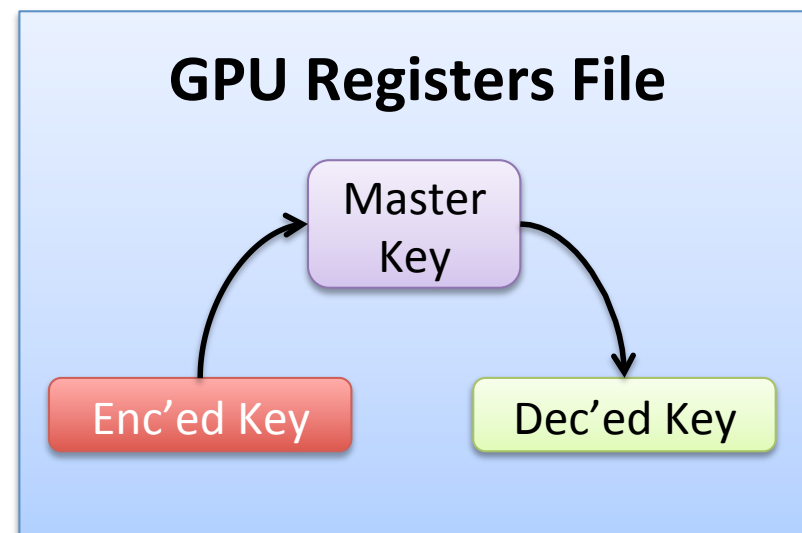 GPU Registers File
Master
Key
Enc’ed Key
Dec’ed Key